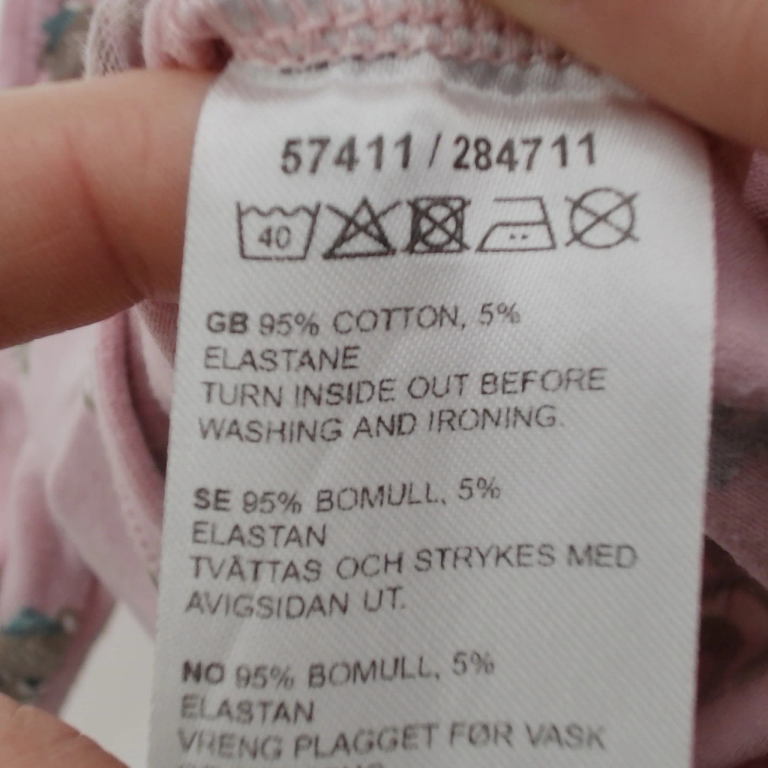 57411 / 284711
40
GB 95% COTTON, 5%
ELASTANE
TURN INSIDE OUT BEFORE
WASHING AND IRONING.
SE 95% BOMULL, 5%
ELASTAN
TVÄTTAS OCH STRYKES MED
AVIGSIDAN UT.
NO 95% BOMULL, 5%
ELASTAN
VRENG PLAGGET FØR VASK